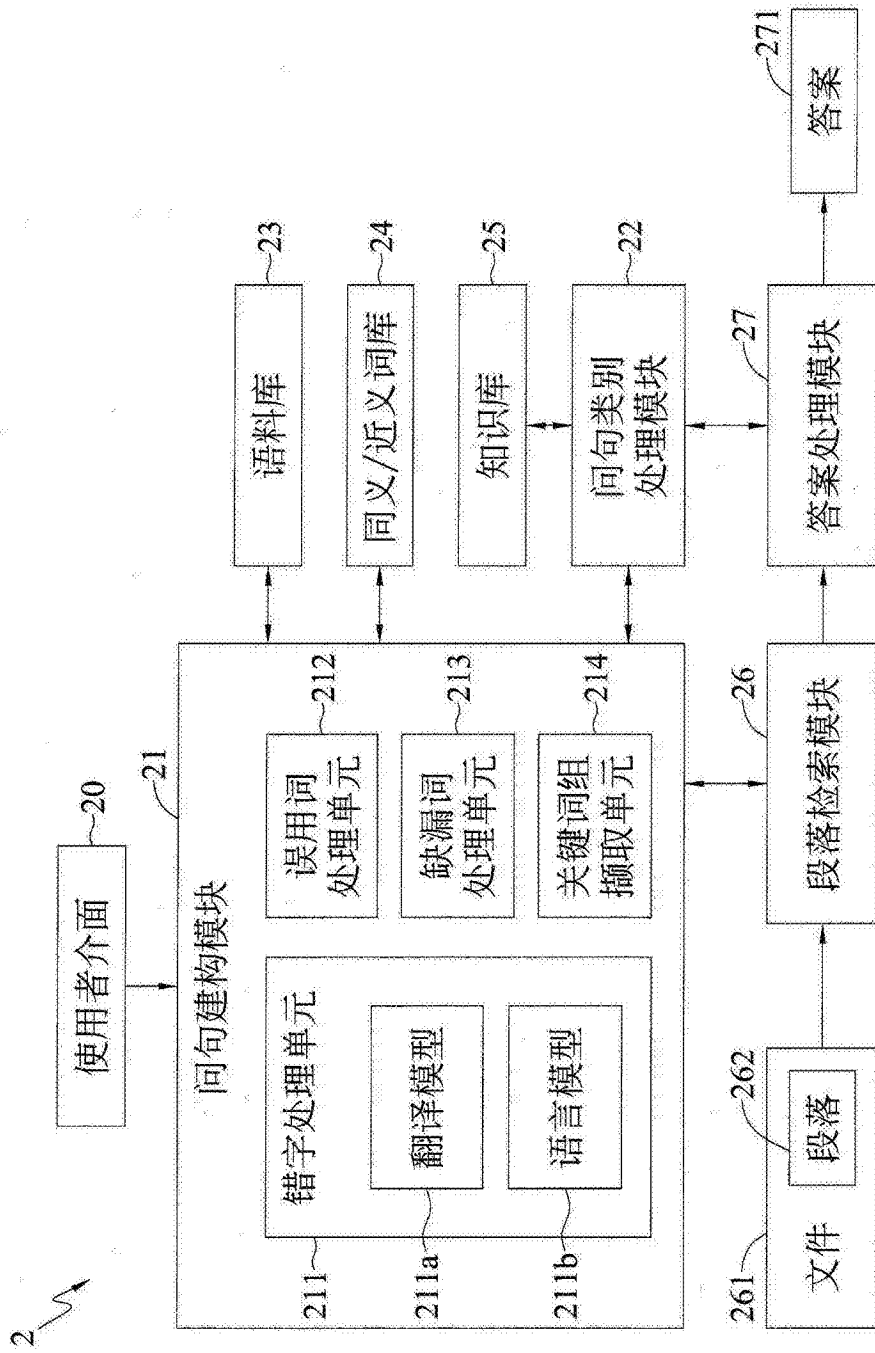 2
使用者介面
20
21
问句建构模块
错字处理单元
211
翻译模型
211a
语言模型
211b
误用词
处理单元
212
缺漏词
处理单元
213
关键词组
撷取单元
214
语料库
23
同义/近义词库
24
知识库
25
问句类别
处理模块
22
261
文件
段落
262
段落检索模块
26
答案处理模块
27
答案
271